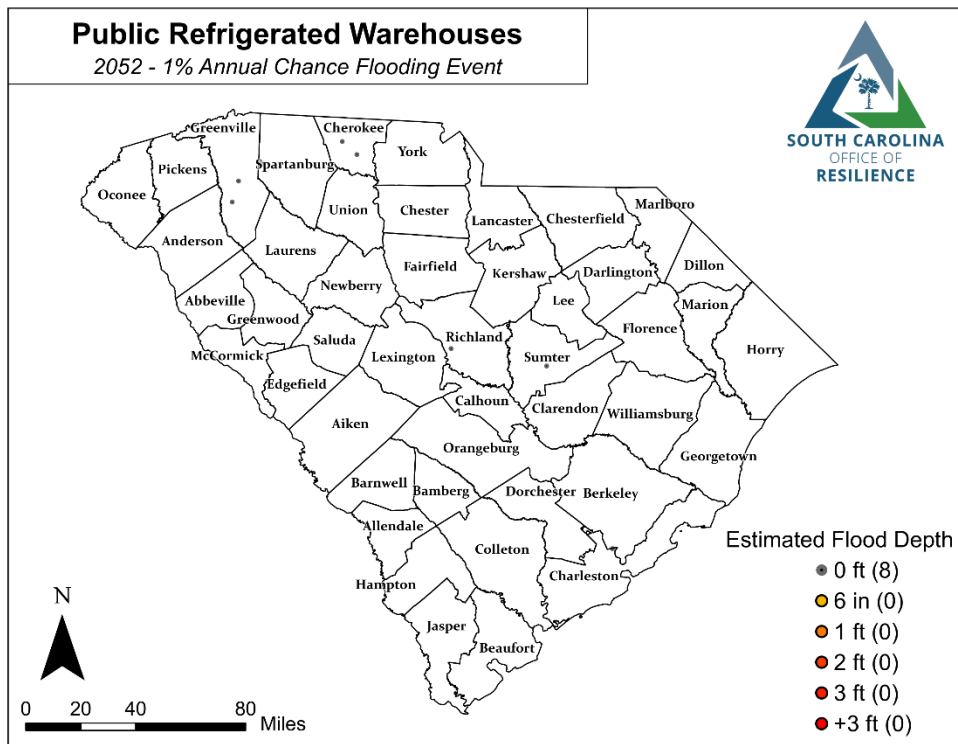 Public Refrigerated Warehouses
2052 - 1% Annual Chance Flooding Event
SOUTH CAROLINA
OFFICE OF
RESILIENCE
Greenville
Cherokee
York
Pickens
Spartanburg
Oconee
Union
Chester
Lancaster
Chesterfield
Marlboro
Anderson
Laurens
Fairfield
Kershaw
Darlington
Dillon
Newberry
Abbeville
Greenwood
Lee
Marion
Florence
Saluda
Richland
Sumter
Horry
McCormick
Lexington
Edgefield
Calhoun
Clarendon
Williamsburg
Aiken
Orangeburg
Georgetown
Barnwell
Bamberg
Dorchester
Berkeley
Allendale
Colleton
Charleston
Hampton
Jasper
Beaufort
Estimated Flood Depth
0 ft (8)
6 in (0)
1 ft (0)
2 ft (0)
3 ft (0)
+3 ft (0)
N
0 20 40 80
Miles